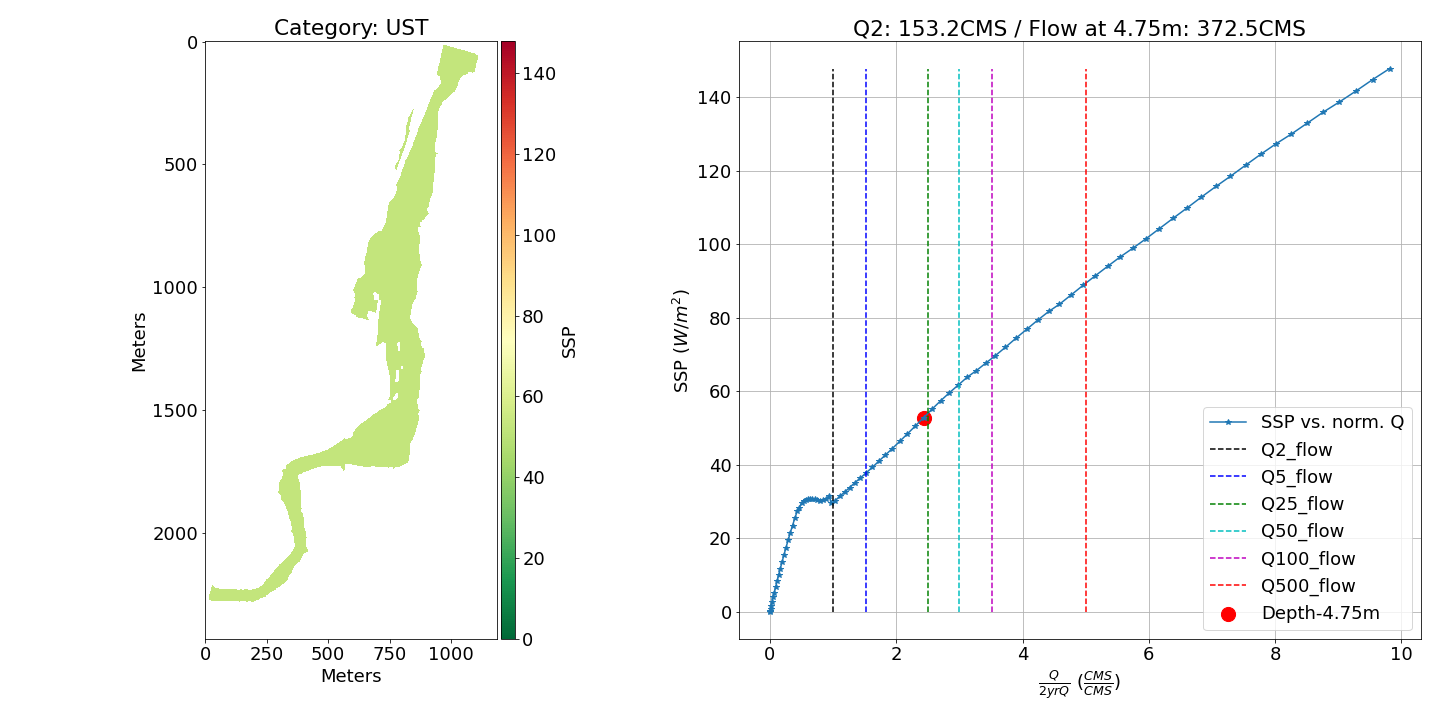 Category: UST
0
500
1000
1500
2000
Meters
0
250
500
750
1000
Meters
140
120
100
80
60
40
20
0
SSP
Q2: 153.2CMS / Flow at 4.75m: 372.5CMS
140
120
100
80
60
40
20
0
SSP (W/m²)
0
2
4
6
8
10
Q/2yrQ (CMS/CMS)
SSP vs. norm. Q
Q2_flow
Q5_flow
Q25_flow
Q50_flow
Q100_flow
Q500_flow
Depth-4.75m